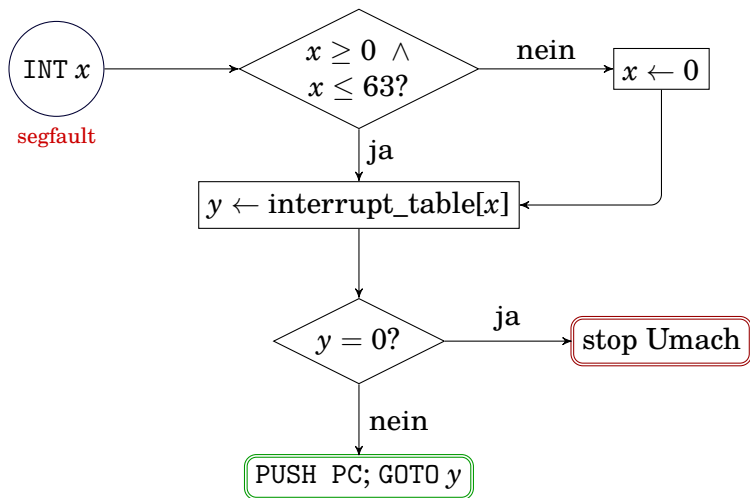 INT x
segfault
x ≥ 0 ∧
x ≤ 63?
nein
x ← 0
ja
y ← interrupt_table[x]
y = 0?
ja
stop Umach
nein
PUSH PC; GOTO y